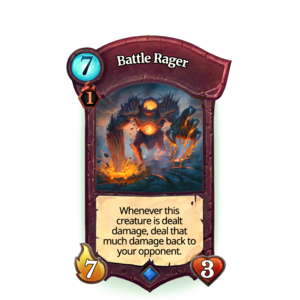 7
Battle Rager
1
Whenever this
creature is dealt
damage, deal that
much damage back to
your opponent.
7
3